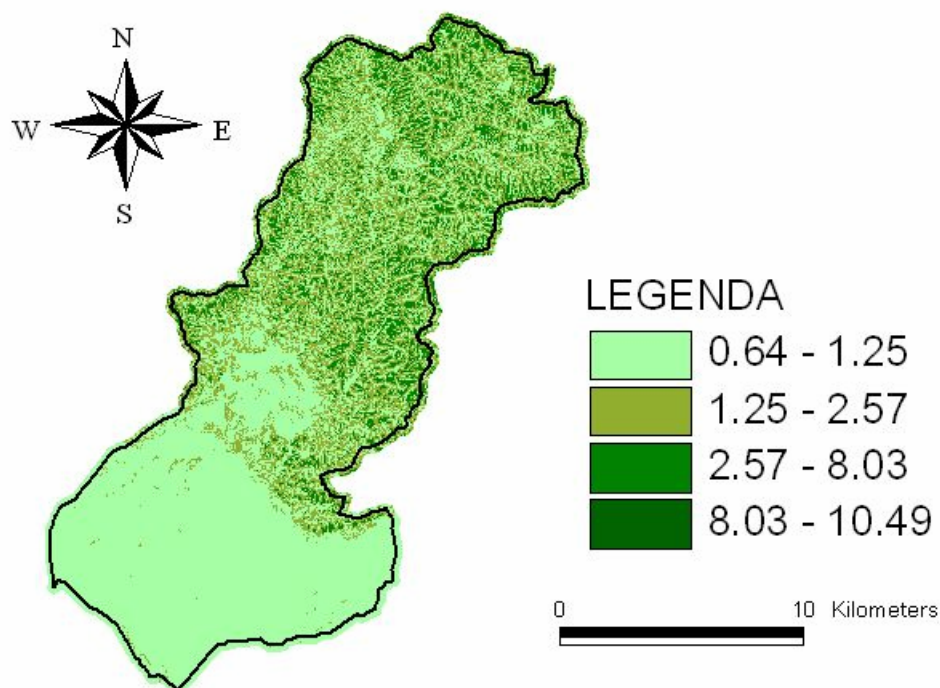 N
W E
S
LEGENDA
0.64 - 1.25
1.25 - 2.57
2.57 - 8.03
8.03 - 10.49
0 10 Kilometers